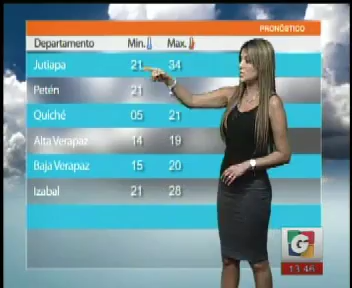 PRONÓSTICO
Departamento Min. Max.
Jutiapa 21 34
Petén 21
Quiché 05 21
Alta Verapaz 14 19
Baja Verapaz 15 20
Izabal 21 28
G
13:46